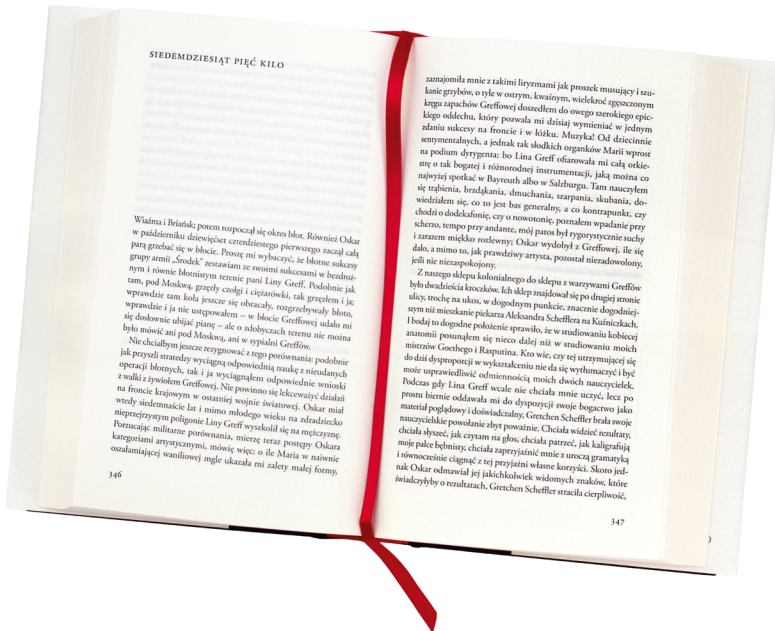 SIEDEMDZIESIĄT PIĘĆ KILO
Wiaźma i Briańsk; potem rozpoczął się okres błot. Również Oskar
w październiku dziewięćset czterdziestego pierwszego zaczął całą
parą grzebać się w błocie. Proszę mi wybaczyć, że błotne sukcesy
grupy armii „Środek” zestawiam ze swoimi sukcesami w bezdroż-
nym i równie błotnistym terenie pani Liny Greff. Podobnie jak
tam, pod Moskwą, grzęzły czołgi i ciężarówki, tak grzęzłem i ja;
wprawdzie tam koła jeszcze się obracały, rozgrzebywały błoto,
wprawdzie i ja nie ustępowałem – w błocie Greffowej udało mi
się dosłownie ubijać pianę – ale o zdobyczach terenu nie można
było mówić ani pod Moskwą, ani w sypialni Greffów.
Nie chciałbym jeszcze rezygnować z tego porównania: podobnie
jak przyszli stratedzy wyciągną odpowiednią naukę z nieudanych
operacji błotnych, tak i ja wyciągnąłem odpowiednie wnioski
z walki z żywiołem Greffowej. Nie powinno się lekceważyć działań
na froncie krajowym w ostatniej wojnie światowej. Oskar miał
wtedy siedemnaście lat i mimo młodego wieku na zdradziecko
nieprzejrzystym poligonie Liny Greff wyszkolił się na mężczyznę.
Porzucając militarne porównania, mierzę teraz postępy Oskara
kategoriami artystycznymi, mówię więc: o ile Maria w naiwnie
oszałamiającej waniliowej mgle ukazała mi zalety małej formy,
346
zaznajomiła mnie z takimi liryzmami jak proszek musujący i szu-
kanie grzybów, o tyle w ostrym, kwaśnym, wielekroć zgęszczonym
kręgu zapachów Greffowej doszedłem do owego szerokiego epic-
kiego oddechu, który pozwala mi dzisiaj wymieniać w jednym
zdaniu sukcesy na froncie i w łóżku. Muzyka! Od dziecinnie
sentymentalnych, a jednak tak słodkich organków Marii wprost
na podium dyrygenta; bo Lina Greff ofiarowała mi całą orkie-
strę o tak bogatej i różnorodnej instrumentacji, jaką można co
najwyżej spotkać w Bayreuth albo w Salzburgu. Tam nauczyłem
się trąbienia, brzdąkania, dmuchania, szarpania, skubania, do-
wiedziałem się, co to jest bas generalny, a co kontrapunkt, czy
chodzi o dodekafonię, czy o nowotonię, poznałem wpadanie przy
scherzo, tempo przy andante, mój patos był rygorystycznie suchy
i zarazem miękko rozlewny; Oskar wydobył z Greffowej, ile się
dało, a mimo to, jak prawdziwy artysta, pozostał niezadowolony,
jeśli nie niezaspokojony.
Z naszego sklepu kolonialnego do sklepu z warzywami Greffów
było dwadzieścia kroczków. Ich sklep znajdował się po drugiej stronie
ulicy, trochę na ukos, w dogodnym punkcie, znacznie dogodniej-
szym niż mieszkanie piekarza Aleksandra Schefflera na Kuźniczkach.
I bodaj to dogodne położenie sprawiło, że w studiowaniu kobiecej
anatomii posunąłem się nieco dalej niż w studiowaniu moich
mistrzów Goethego i Rasputina. Kto wie, czy tej utrzymującej się
do dziś dysproporcji w wykształceniu nie da się wytłumaczyć i być
może usprawiedliwić odmiennością moich dwóch nauczycielek.
Podczas gdy Lina Greff wcale nie chciała mnie uczyć, lecz po
prostu biernie oddawała mi do dyspozycji swoje bogactwo jako
materiał poglądowy i doświadczalny, Gretchen Scheffler brała swoje
nauczycielskie powołanie zbyt poważnie. Chciała widzieć rezultaty,
chciała słyszeć, jak czytam na głos, chciała patrzeć, jak kaligrafują
moje palce bębnisty, chciała zaprzyjaźnić mnie z uroczą gramatyką
i równocześnie ciągnąć z tej przyjaźni własne korzyści. Skoro jed-
nak Oskar odmawiał jej jakichkolwiek widomych znaków, które
świadczyłyby o rezultatach, Gretchen Scheffler straciła cierpliwość,
347